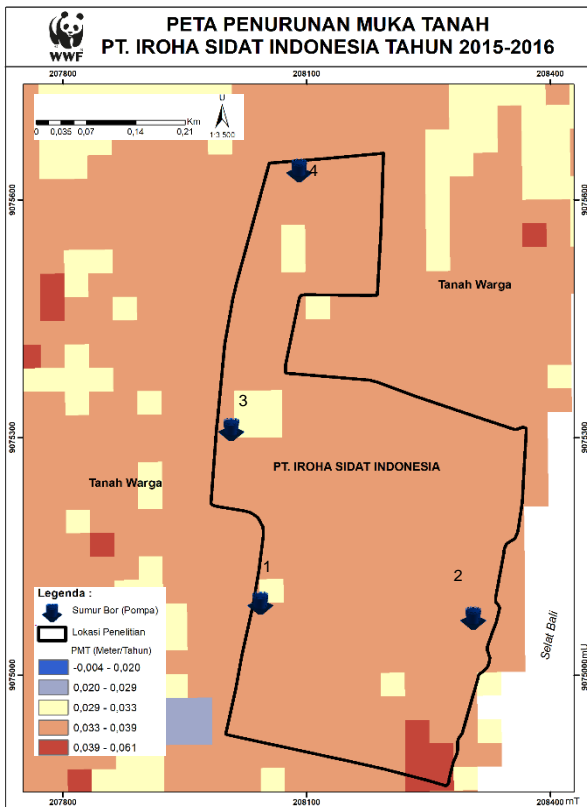 WWF
PETA PENURUNAN MUKA TANAH
PT. IROHA SIDAT INDONESIA TAHUN 2015-2016
207800
208100
208400
U
Km
0 0,035 0,07 0,14 0,21
1:3 500
4
9075600
9075600
Tanah Warga
3
9075300
9075300
PT. IROHA SIDAT INDONESIA
Tanah Warga
1
2
Selat Bali
Legenda :
Sumur Bor (Pompa)
Lokasi Penelitian
PMT (Meter/Tahun)
-0,004 - 0,020
0,020 - 0,029
0,029 - 0,033
0,033 - 0,039
0,039 - 0,061
9075000
9075000 mU
207800
208100
208400 mT